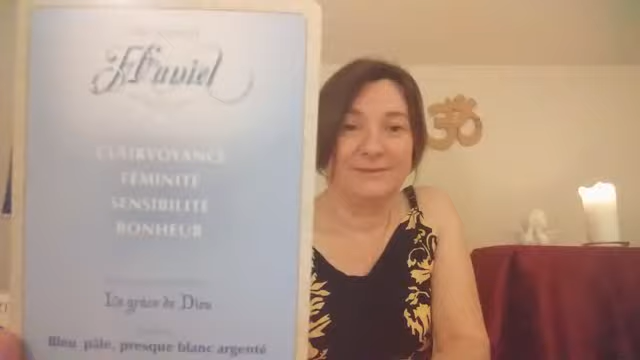 Haniel
CLAIRVOYANCE
FÉMINITÉ
SENSIBILITÉ
BONHEUR
La grâce de Dieu
Bleu pâle, presque blanc argenté